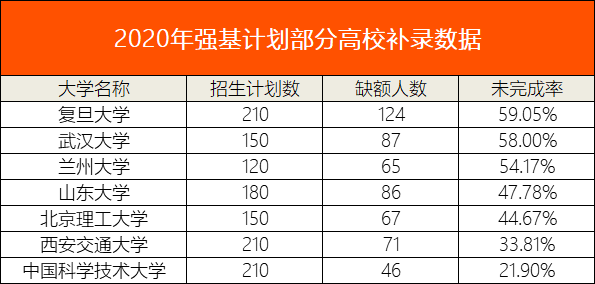 2020年强基计划部分高校补录数据
大学名称 招生计划数 缺额人数 未完成率
复旦大学 210 124 59.05%
武汉大学 150 87 58.00%
兰州大学 120 65 54.17%
山东大学 180 86 47.78%
北京理工大学 150 67 44.67%
西安交通大学 210 71 33.81%
中国科学技术大学 210 46 21.90%